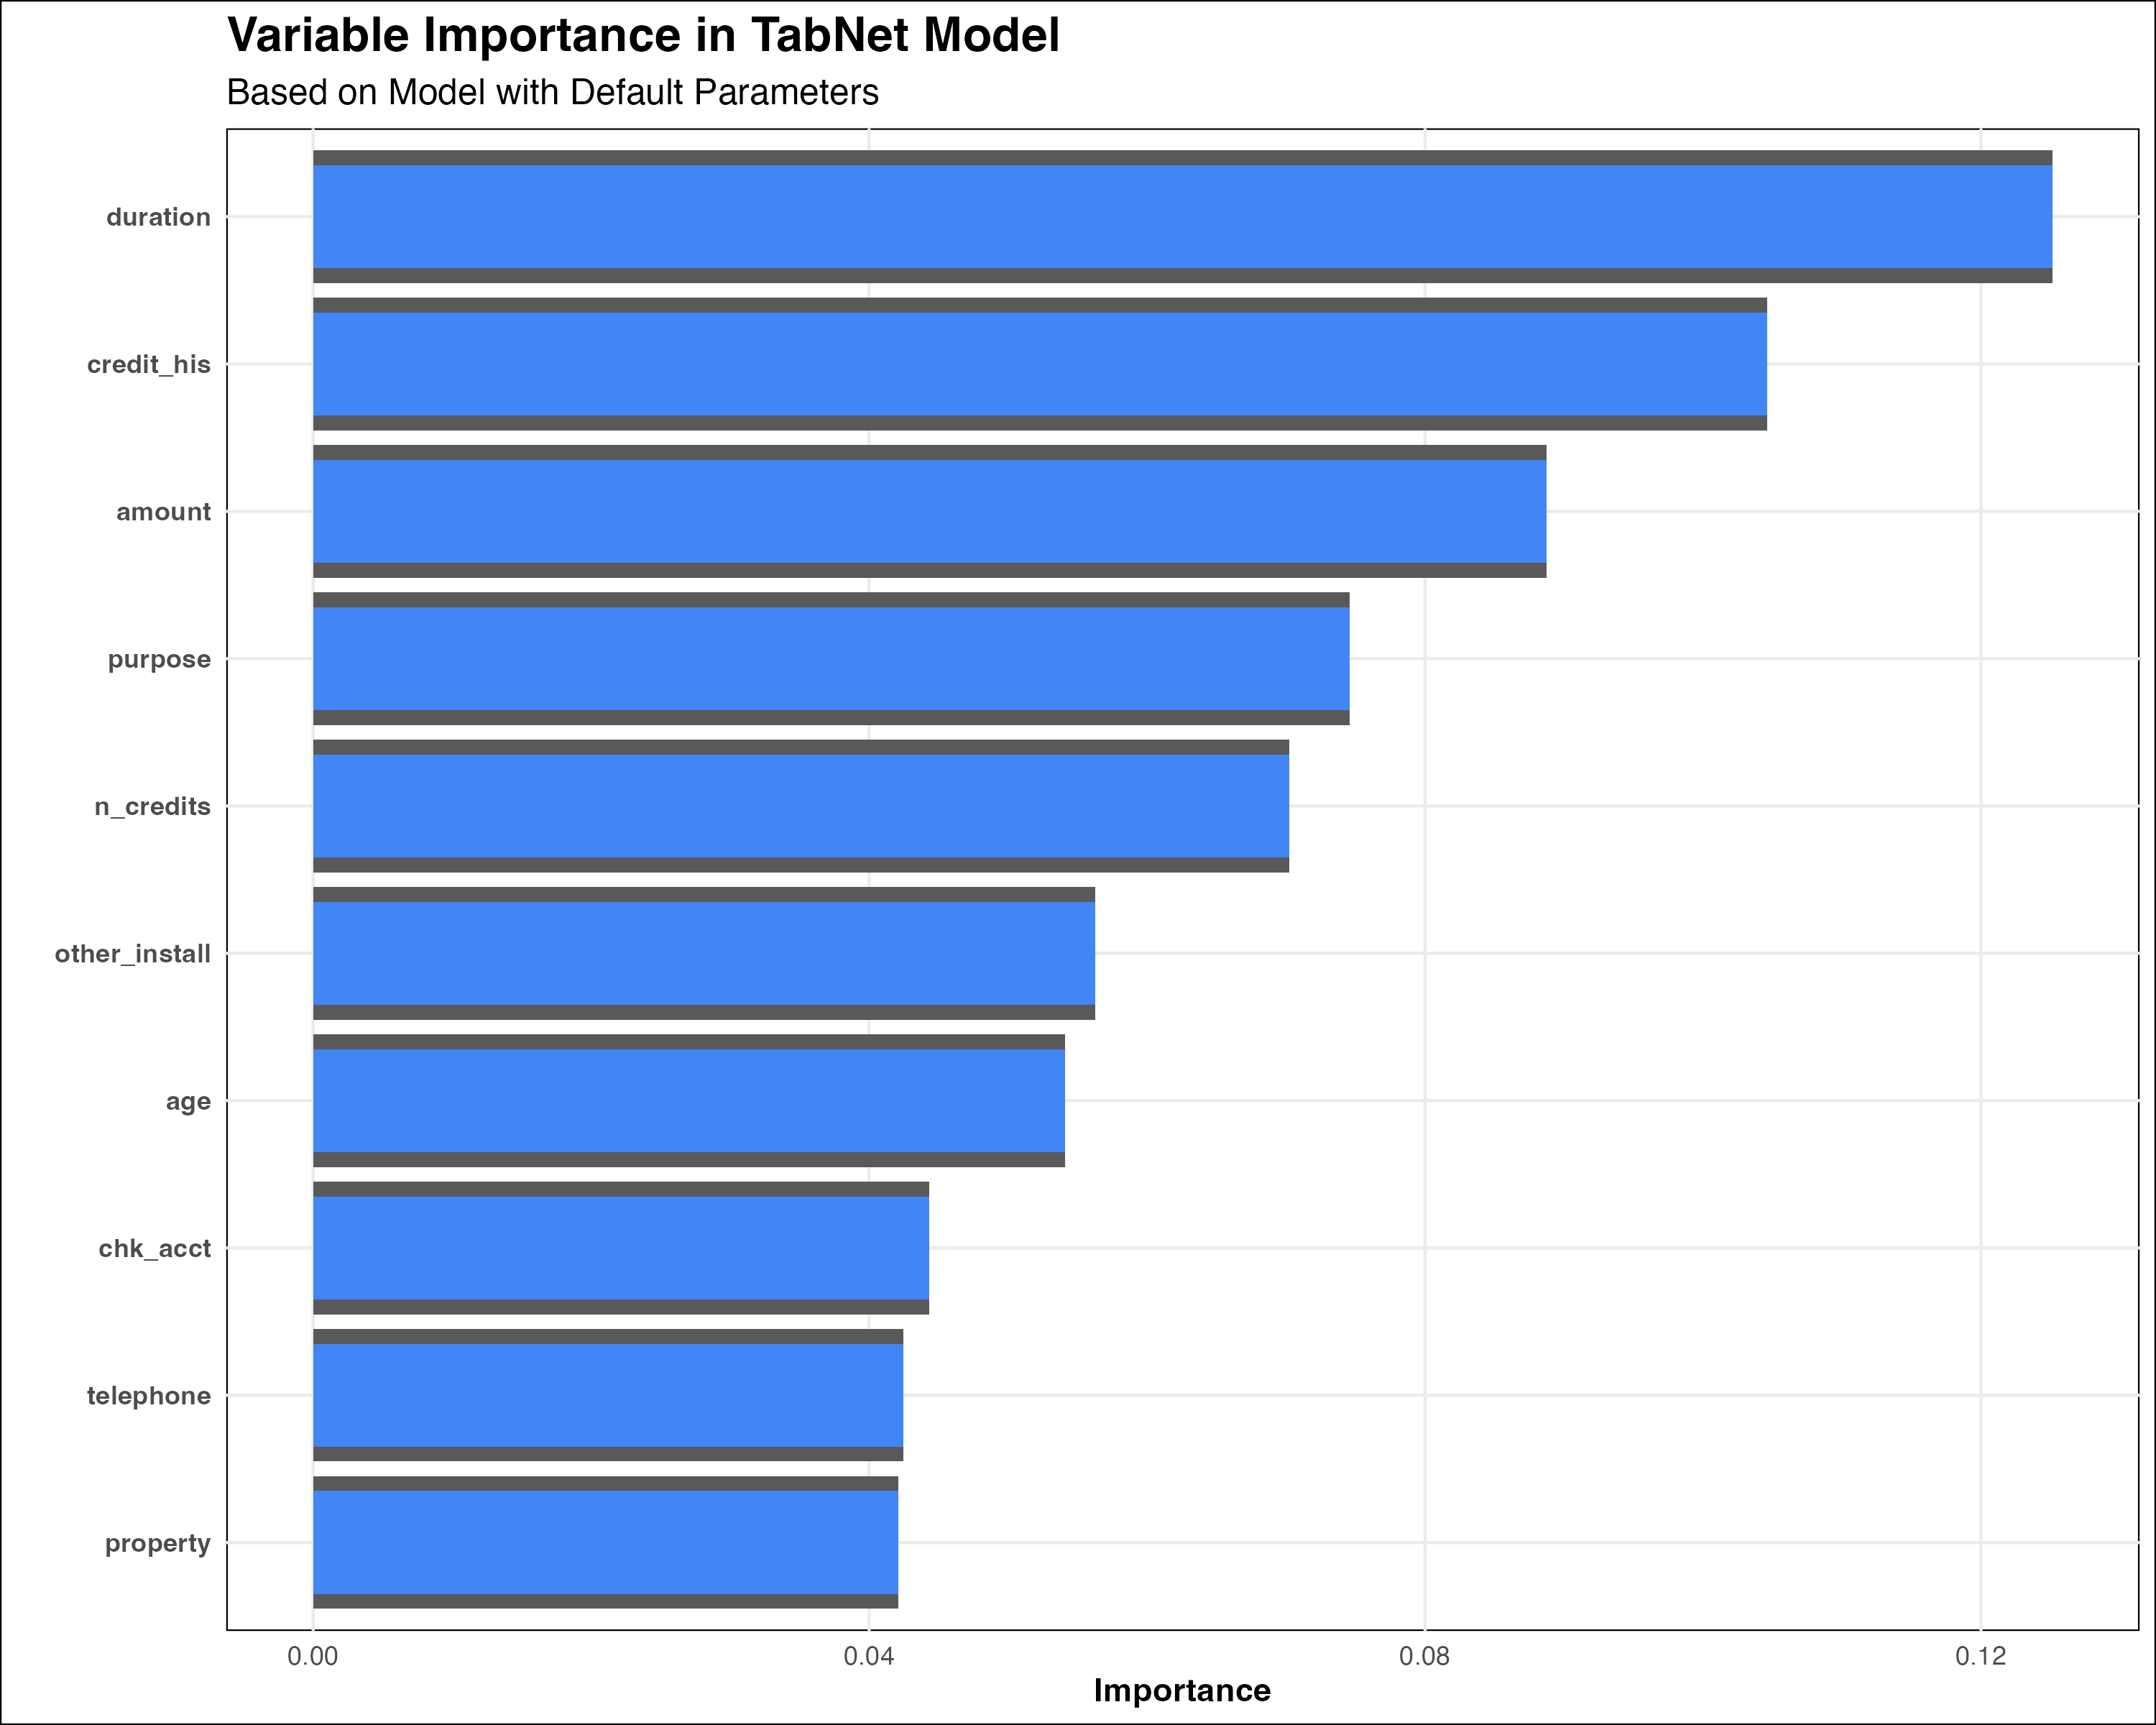 Variable Importance in TabNet Model
Based on Model with Default Parameters
duration
credit_his
amount
purpose
n_credits
other_install
age
chk_acct
telephone
property
0.00 0.04 0.08 0.12
Importance